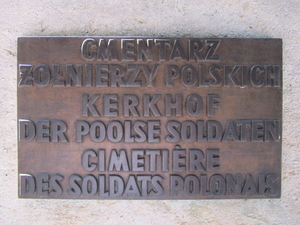 CMENTARZ
ŻOŁNIERZY POLSKICH
KERKHOF
DER POOLSE SOLDATEN
CIMETIÈRE
DES SOLDATS POLONAIS